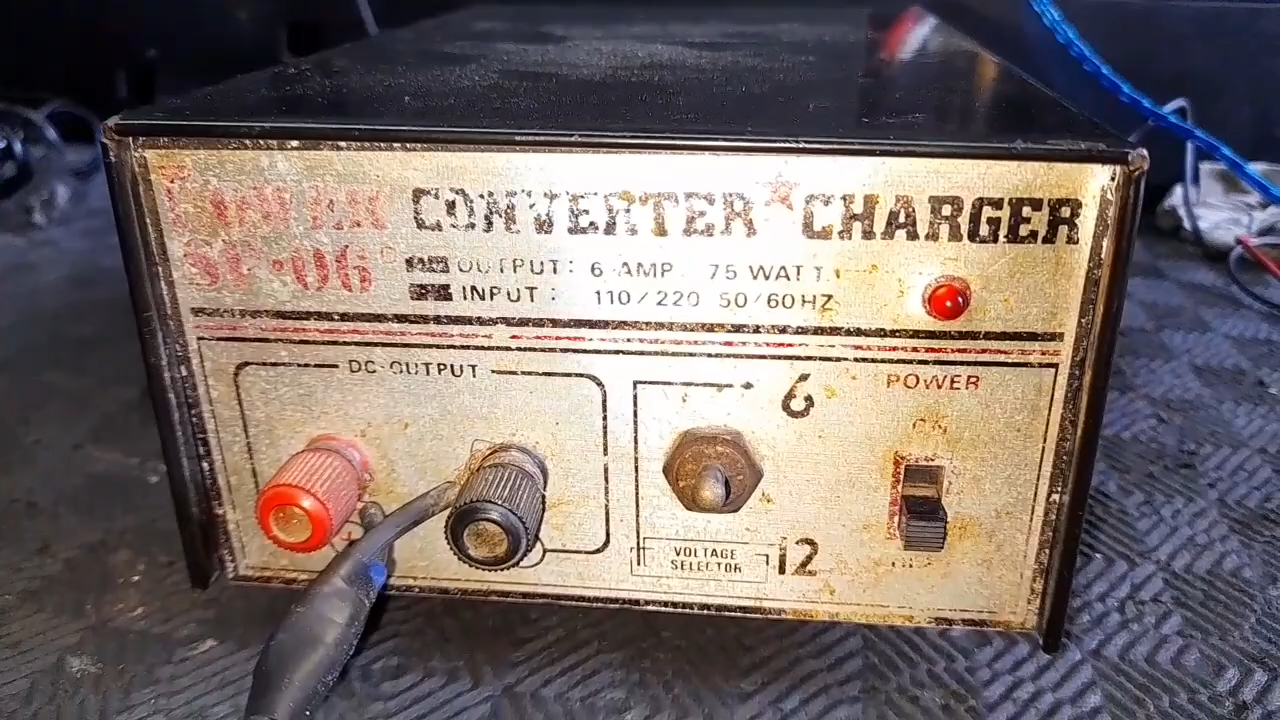 CONVERTER CHARGER
SP-06
OUTPUT: 6 AMP. 75 WATT.
INPUT : 110/220 50/60HZ
DC-OUTPUT
6
POWER
ON
VOLTAGE
SELECTOR
12